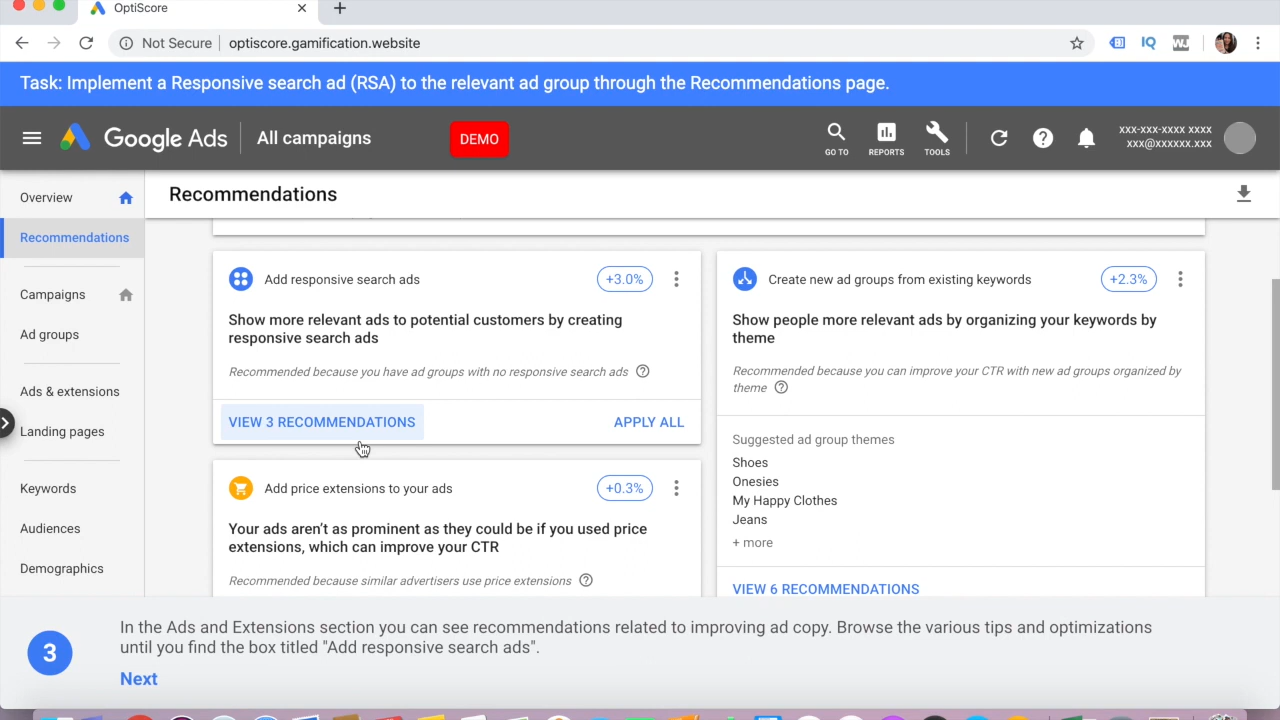 OptiScore
Not Secure
optiscore.gamification.website
IQ
WJ
Task: Implement a Responsive search ad (RSA) to the relevant ad group through the Recommendations page.
Google Ads
All campaigns
DEMO
GO TO
REPORTS
TOOLS
xxx-xxx-xxxx xxxx
xxx@xxxxxx.xxx
Overview
Recommendations
Campaigns
Ad groups
Ads & extensions
Landing pages
Keywords
Audiences
Demographics
Recommendations
Add responsive search ads
+3.0%
Show more relevant ads to potential customers by creating
responsive search ads
Recommended because you have ad groups with no responsive search ads
VIEW 3 RECOMMENDATIONS
APPLY ALL
Add price extensions to your ads
+0.3%
Your ads aren't as prominent as they could be if you used price
extensions, which can improve your CTR
Recommended because similar advertisers use price extensions
Create new ad groups from existing keywords
+2.3%
Show people more relevant ads by organizing your keywords by
theme
Recommended because you can improve your CTR with new ad groups organized by
theme
Suggested ad group themes
Shoes
Onesies
My Happy Clothes
Jeans
+ more
VIEW 6 RECOMMENDATIONS
3
In the Ads and Extensions section you can see recommendations related to improving ad copy. Browse the various tips and optimizations
until you find the box titled "Add responsive search ads".
Next